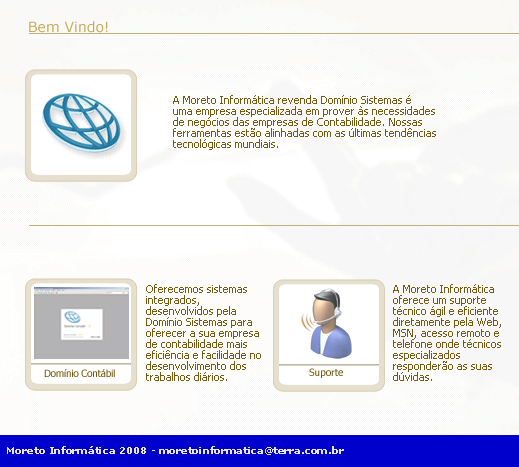 Bem Vindo!
A Moreto Informática revenda Domínio Sistemas é
uma empresa especializada em prover às necessidades
de negócios das empresas de Contabilidade. Nossas
ferramentas estão alinhadas com as últimas tendências
tecnológicas mundiais.
Domínio Contábil
Oferecemos sistemas
integrados,
desenvolvidos pela
Domínio Sistemas para
oferecer a sua empresa
de contabilidade mais
eficiência e facilidade no
desenvolvimento dos
trabalhos diários.
Suporte
A Moreto Informática
oferece um suporte
técnico ágil e eficiente
diretamente pela Web,
MSN, acesso remoto e
telefone onde técnicos
especializados
responderão as suas
dúvidas.
Moreto Informática 2008 - moretoinformatica@terra.com.br